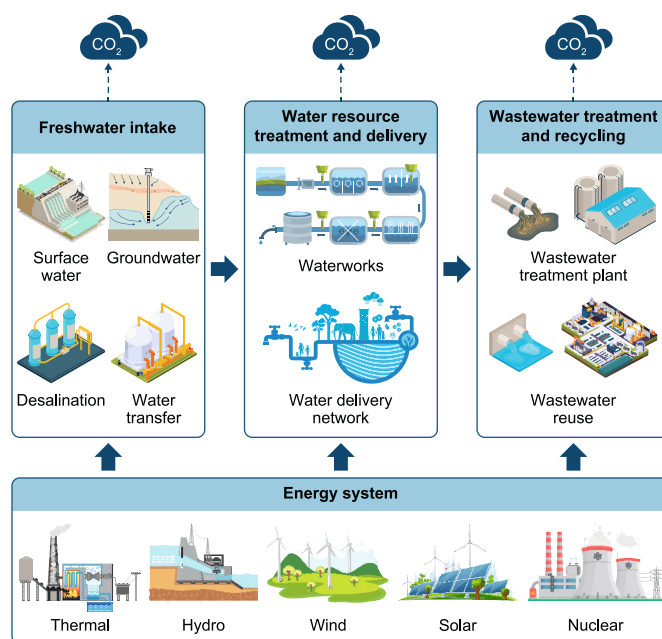 CO2
CO2
CO2
Freshwater intake
Surface
water
Groundwater
Desalination
Water
transfer
Water resource
treatment and delivery
Waterworks
Water delivery
network
Wastewater treatment
and recycling
Wastewater
treatment plant
Wastewater
reuse
Energy system
Thermal
Hydro
Wind
Solar
Nuclear